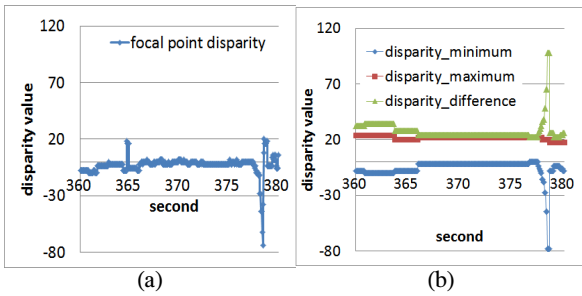 120
70
20
-30
-80
disparity value
focal point disparity
360 365 370 375 380
second
(a)
120
70
20
-30
-80
disparity value
disparity_minimum
disparity_maximum
disparity_difference
360 365 370 375 380
second
(b)